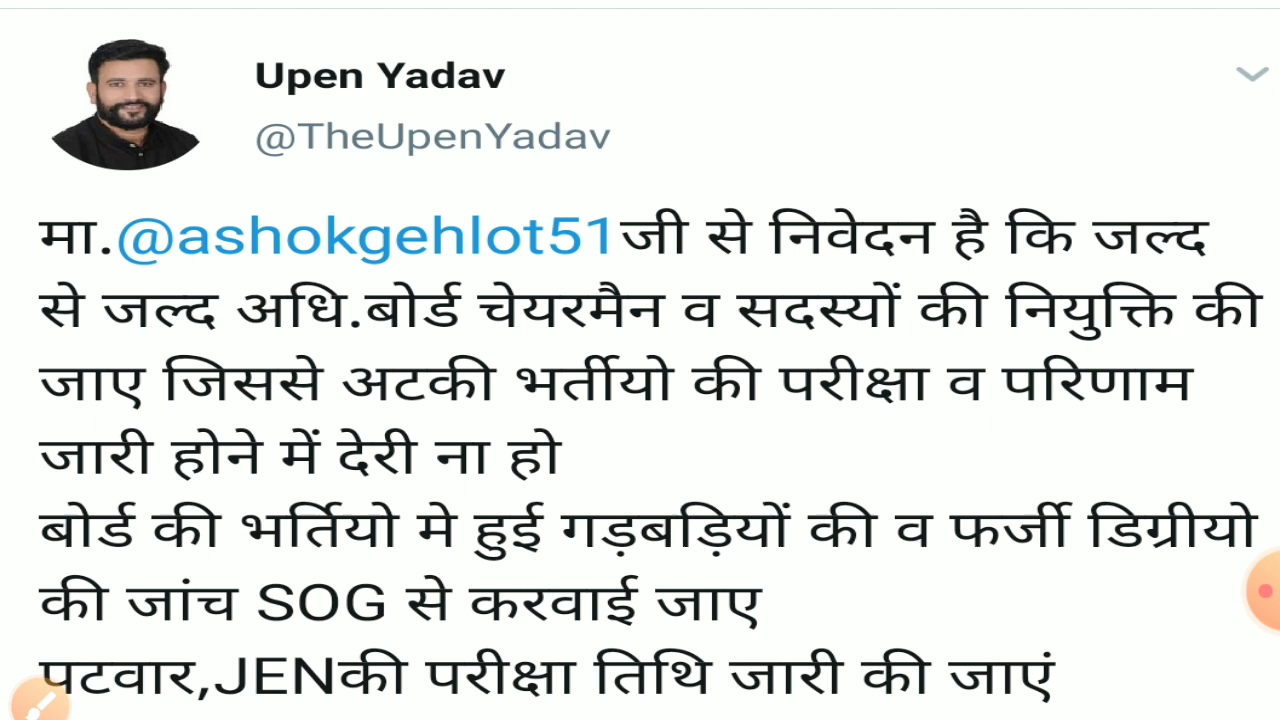 Upen Yadav
@TheUpenYadav
मा.@ashokgehlot51जी से निवेदन है कि जल्द
से जल्द अधि.बोर्ड चेयरमैन व सदस्यों की नियुक्ति की
जाए जिससे अटकी भर्तीयो की परीक्षा व परिणाम
जारी होने में देरी ना हो
बोर्ड की भर्तियो मे हुई गड़बड़ियों की व फर्जी डिग्रीयो
की जांच SOG से करवाई जाए
पटवार,JENकी परीक्षा तिथि जारी की जाएं